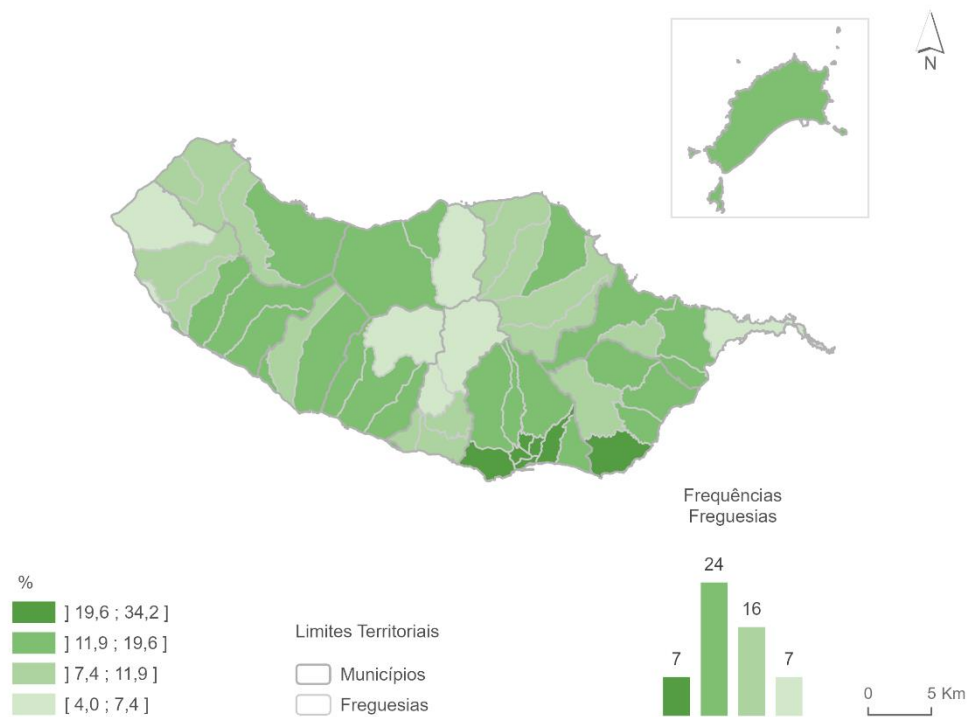 N
%
] 19,6 ; 34,2 ]
] 11,9 ; 19,6 ]
] 7,4 ; 11,9 ]
[ 4,0 ; 7,4 ]
Limites Territoriais
Municípios
Freguesias
Frequências
Freguesias
7
24
16
7
0 5 Km